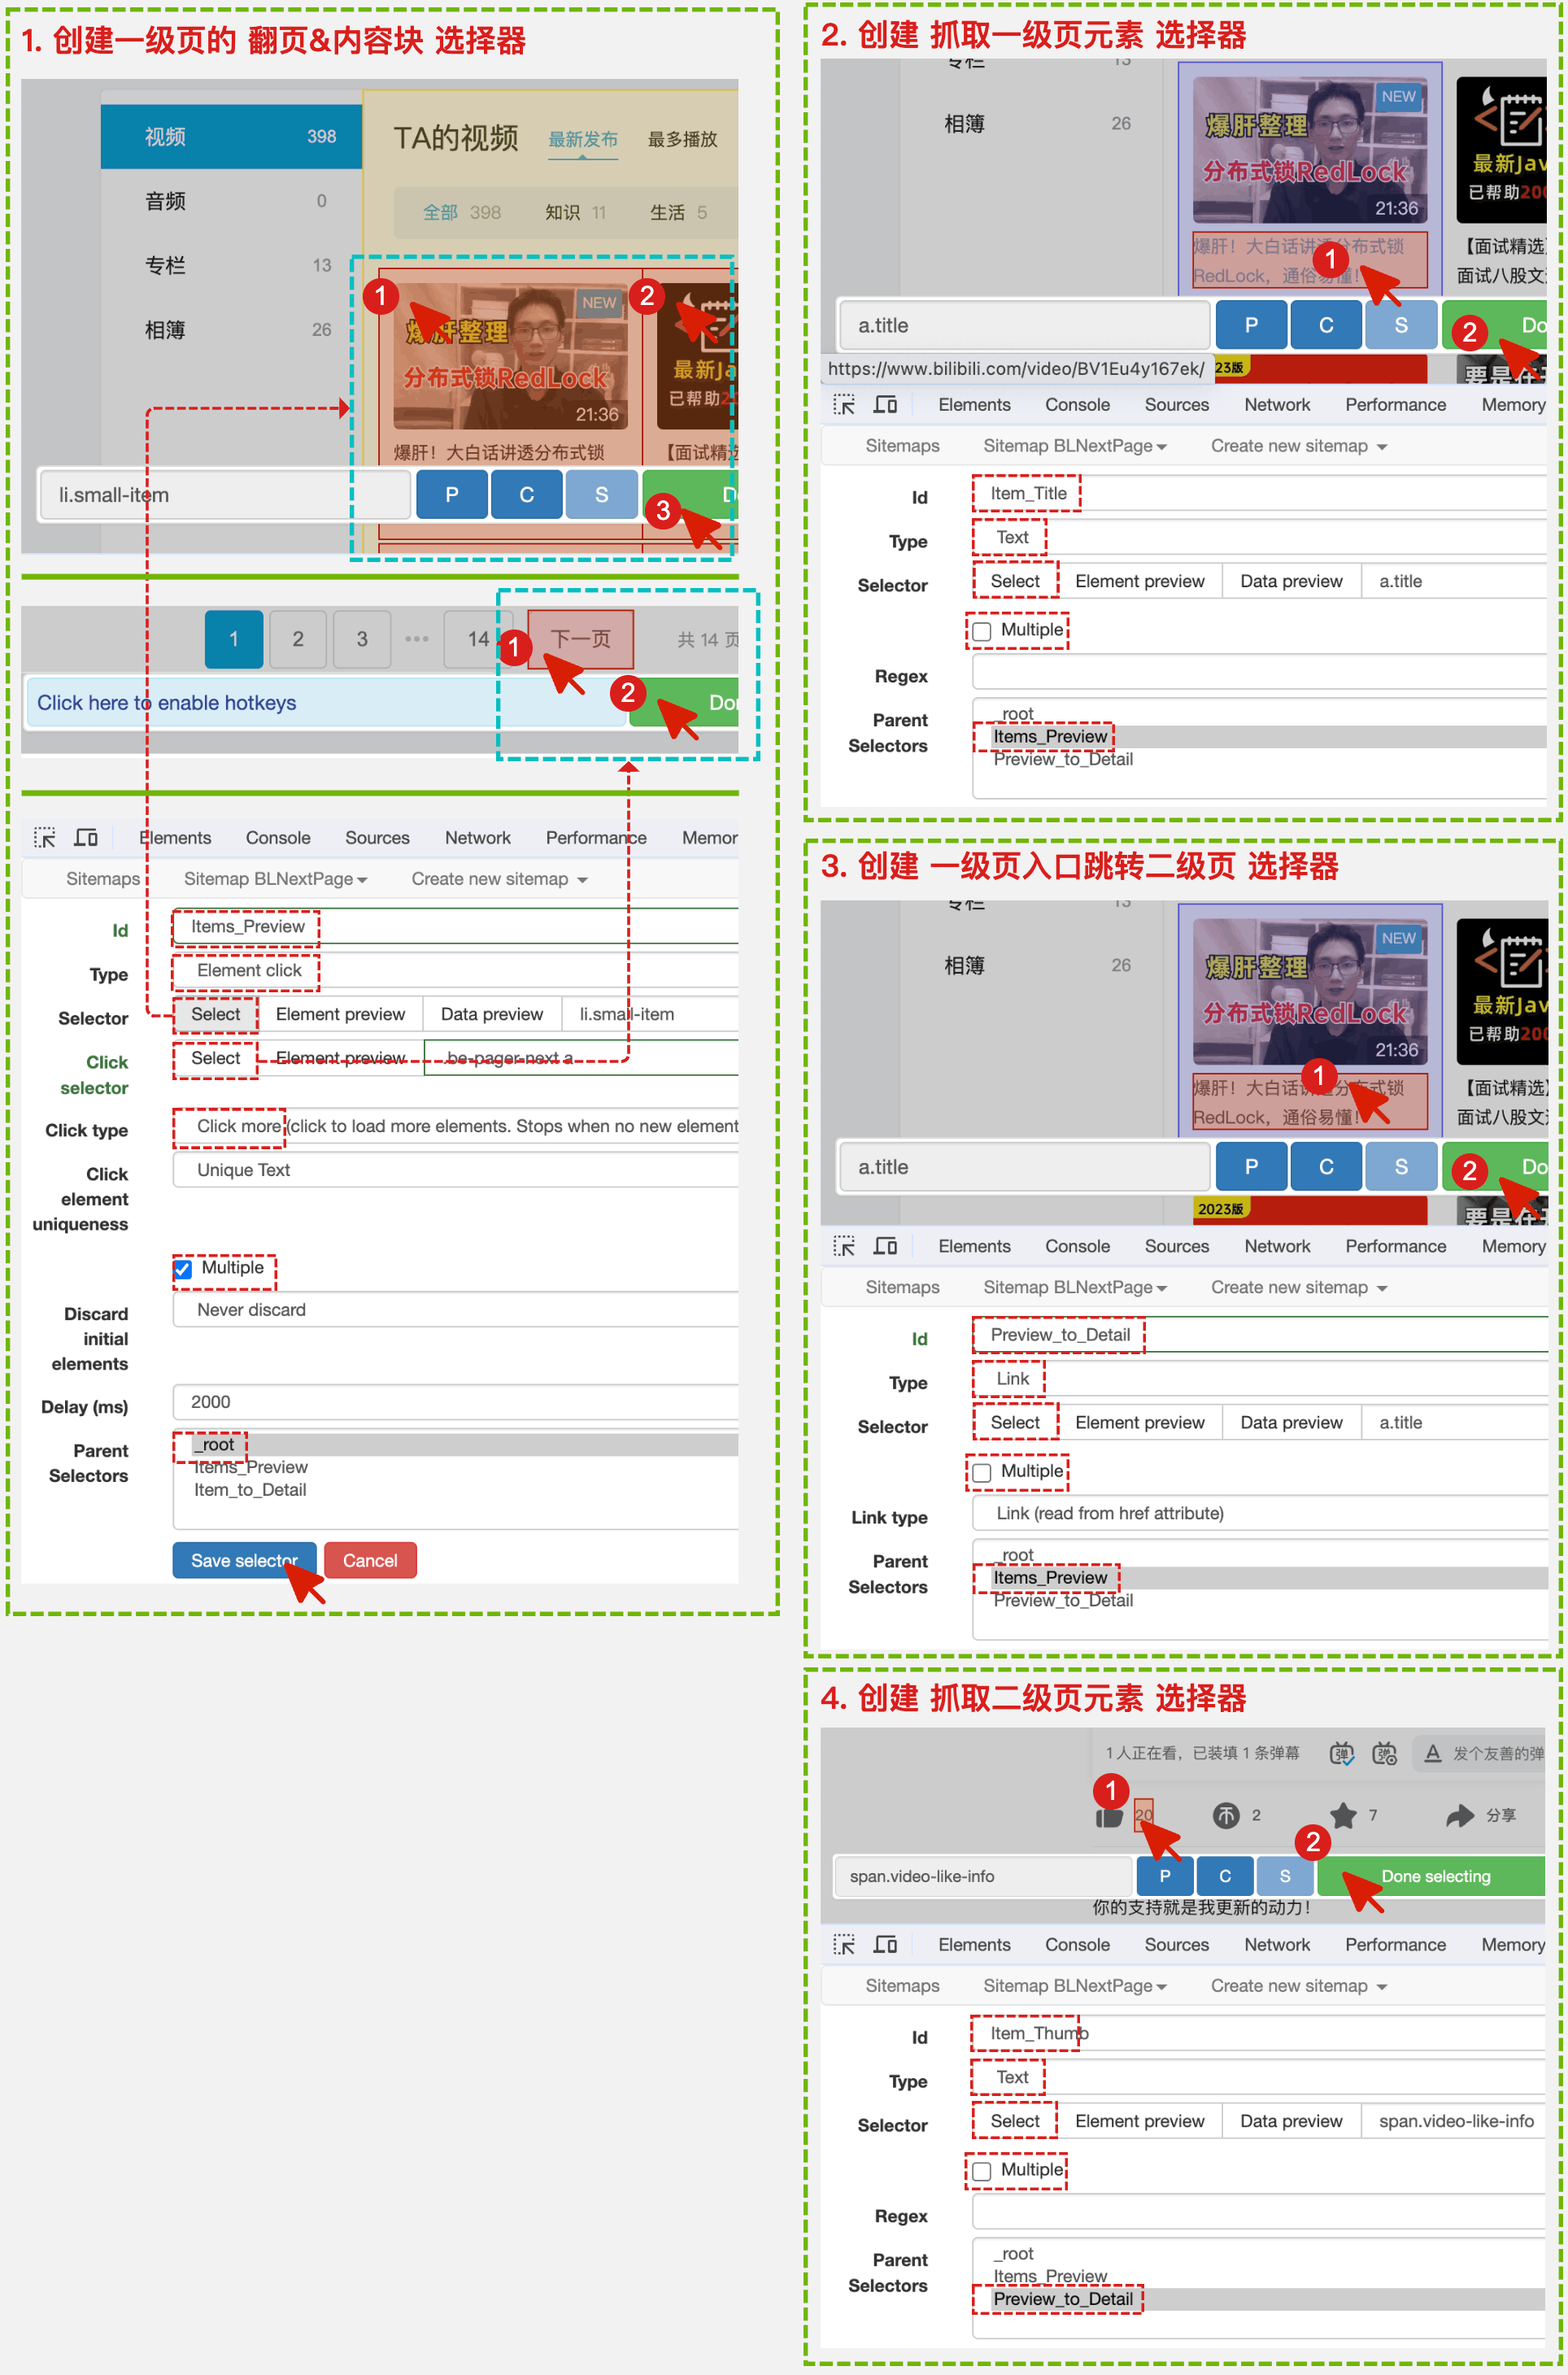 1. 创建一级页的 翻页&内容块 选择器
视频 398
音频 0
专栏 13
相簿 26
TA的视频 最新发布 最多播放
全部 398 知识 11 生活 5
1
2
NEW
爆肝整理
分布式锁RedLock
21:36
最新Ja
已帮助2
爆肝！大白话讲透分布式锁
【面试精选
li.small-item P C S
3
1 2 3 ••• 14 下一页 共 14 页
1
Click here to enable hotkeys
2
Elements Console Sources Network Performance Memor
Sitemaps Sitemap BLNextPage Create new sitemap
Id Items_Preview
Type Element click
Selector Select Element preview Data preview li.small-item
Click selector Select Element preview .be-pager-next a
Click type Click more (click to load more elements. Stops when no new element
Click element uniqueness Unique Text
Multiple
Discard initial elements Never discard
Delay (ms) 2000
Parent Selectors _root
Items_Preview
Item_to_Detail
Save selector Cancel
2. 创建 抓取一级页元素 选择器
专栏 13
相簿 26
NEW
爆肝整理
分布式锁RedLock
21:36
最新Jav
已帮助200
爆肝！大白话讲透分布式锁
RedLock，通俗易懂！
1
【面试精选】
面试八股文
a.title P C S
2 Do
https://www.bilibili.com/video/BV1Eu4y167ek/
23版
要是在
Elements Console Sources Network Performance Memory
Sitemaps Sitemap BLNextPage Create new sitemap
Id Item_Title
Type Text
Selector Select Element preview Data preview a.title
Multiple
Regex
Parent Selectors _root
Items_Preview
Preview_to_Detail
3. 创建 一级页入口跳转二级页 选择器
专栏 13
相簿 26
NEW
爆肝整理
分布式锁RedLock
21:36
最新Jav
已帮助200
1
爆肝！大白话讲透分布式锁
RedLock，通俗易懂！
【面试精选】
面试八股文
a.title P C S
2 Do
2023版
要是在
Elements Console Sources Network Performance Memory
Sitemaps Sitemap BLNextPage Create new sitemap
Id Preview_to_Detail
Type Link
Selector Select Element preview Data preview a.title
Multiple
Link type Link (read from href attribute)
Parent Selectors _root
Items_Preview
Preview_to_Detail
4. 创建 抓取二级页元素 选择器
1 人正在看，已装填 1 条弹幕 发个友善的弹
1
20 2 7 分享
2
span.video-like-info P C S Done selecting
你的支持就是我更新的动力！
Elements Console Sources Network Performance Memory
Sitemaps Sitemap BLNextPage Create new sitemap
Id Item_Thumb
Type Text
Selector Select Element preview Data preview span.video-like-info
Multiple
Regex
Parent Selectors _root
Items_Preview
Preview_to_Detail